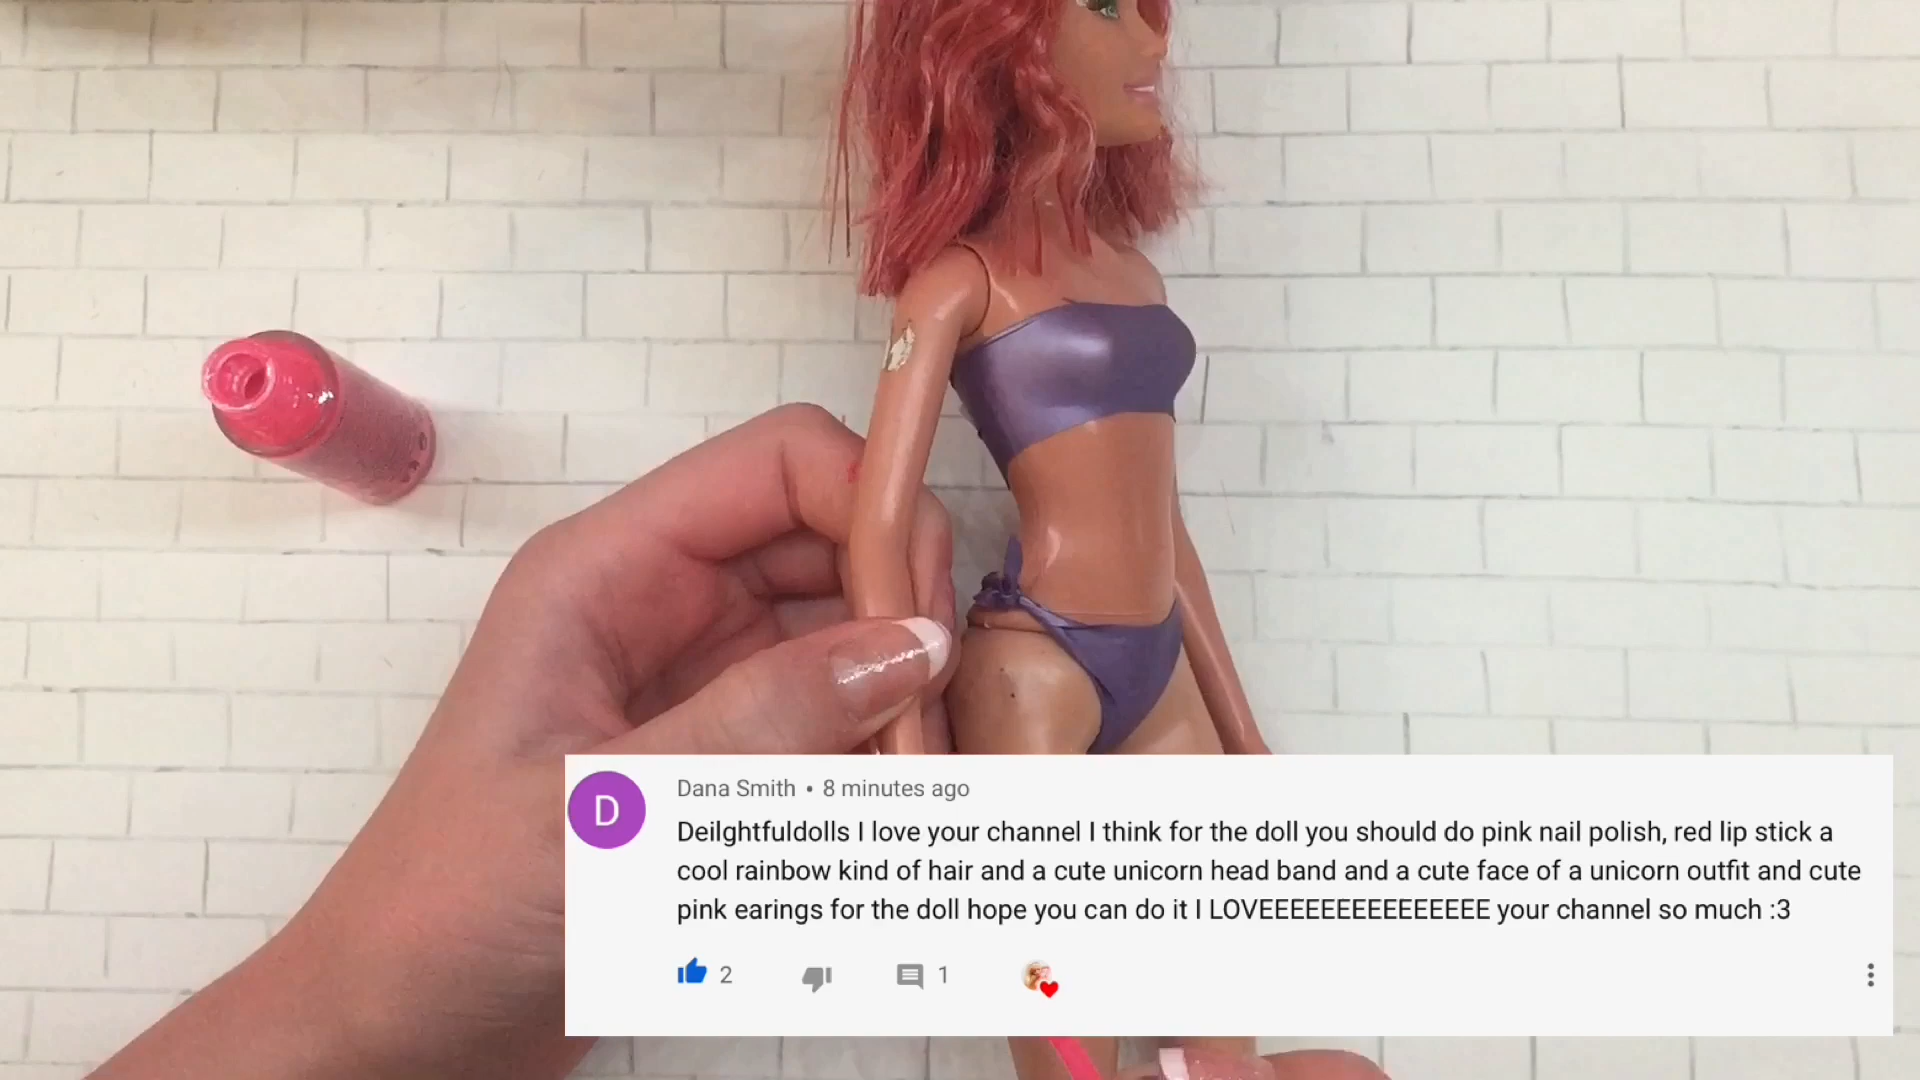 D
Dana Smith • 8 minutes ago
Deilghtfuldolls I love your channel I think for the doll you should do pink nail polish, red lip stick a
cool rainbow kind of hair and a cute unicorn head band and a cute face of a unicorn outfit and cute
pink earings for the doll hope you can do it I LOVEEEEEEEEEEEEEEE your channel so much :3
2
1